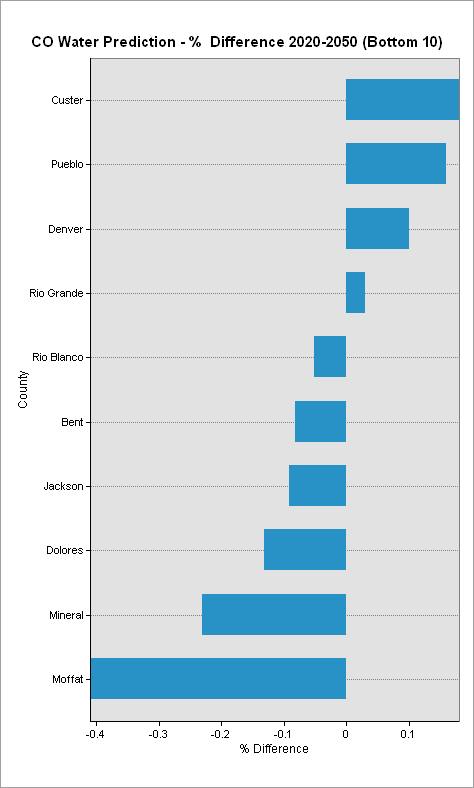 CO Water Prediction - %  Difference 2020-2050 (Bottom 10)
Custer
Pueblo
Denver
Rio Grande
Rio Blanco
County
Bent
Jackson
Dolores
Mineral
Moffat
-0.4 -0.3 -0.2 -0.1 0 0.1
% Difference